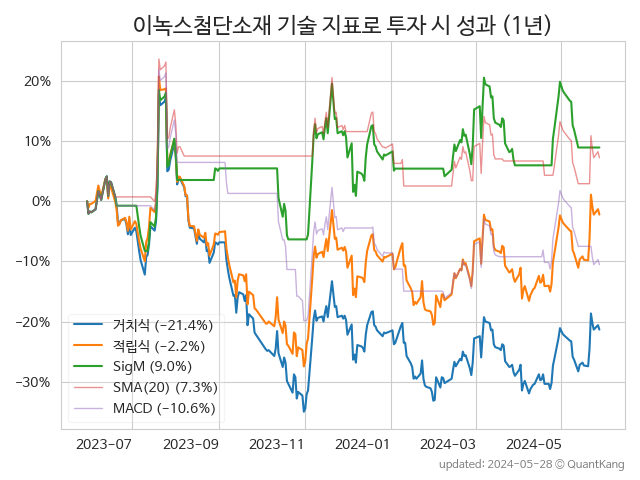 이녹스첨단소재 기술 지표로 투자 시 성과 (1년)
20%
10%
0%
−10%
−20%
−30%
거치식 (−21.4%)
적립식 (−2.2%)
SigM (9.0%)
SMA(20) (7.3%)
MACD (−10.6%)
2023−07
2023−09
2023−11
2024−01
2024−03
2024−05
updated: 2024-05-28 © QuantKang